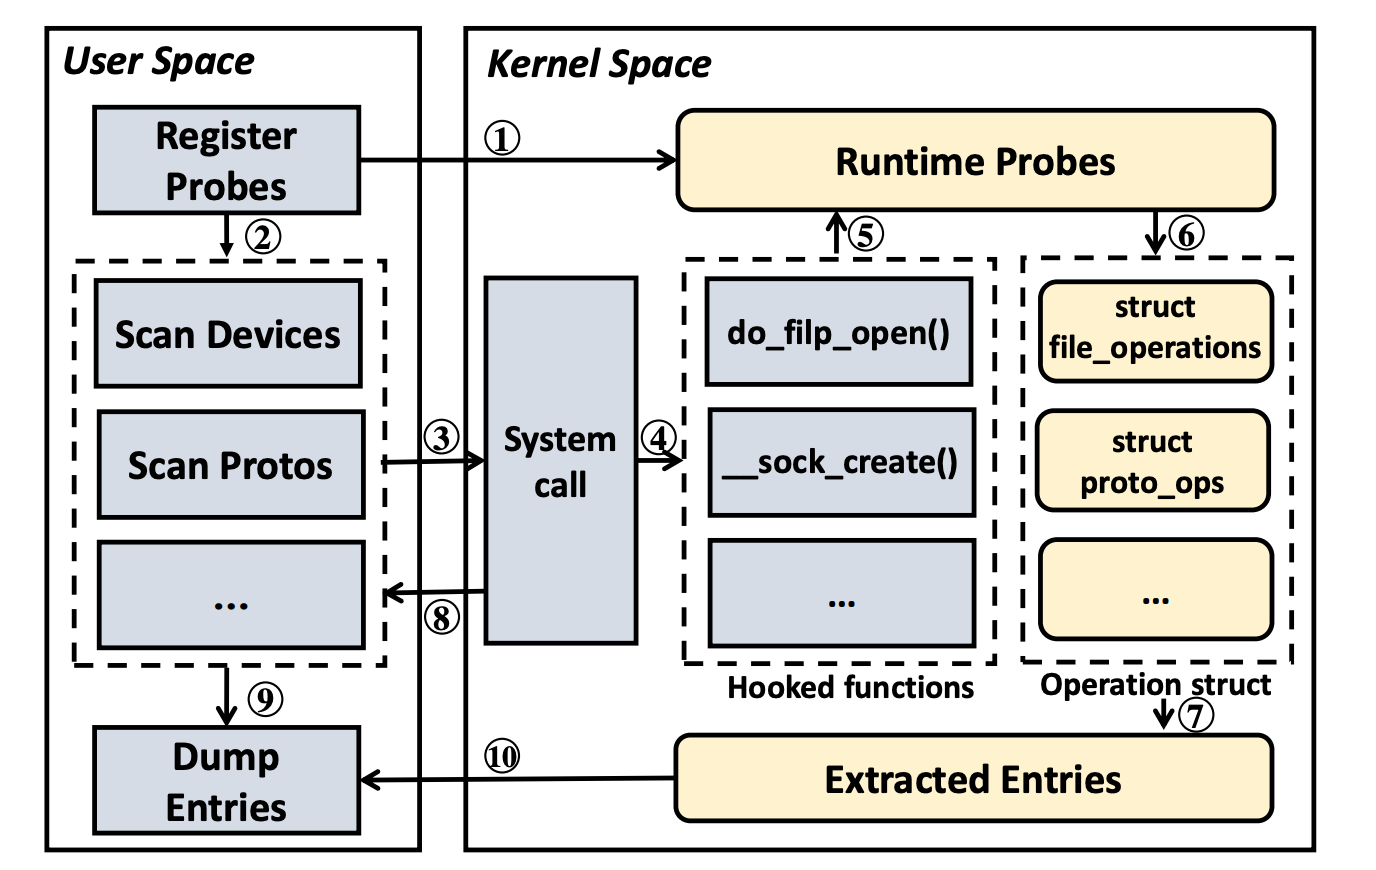 User Space
Kernel Space
Register
Probes
①
Runtime Probes
②
⑤
⑥
Scan Devices
Scan Protos
...
③
⑧
System
call
④
do_filp_open()
__sock_create()
...
Hooked functions
struct
file_operations
struct
proto_ops
...
Operation struct
⑨
⑦
Dump
Entries
⑩
Extracted Entries